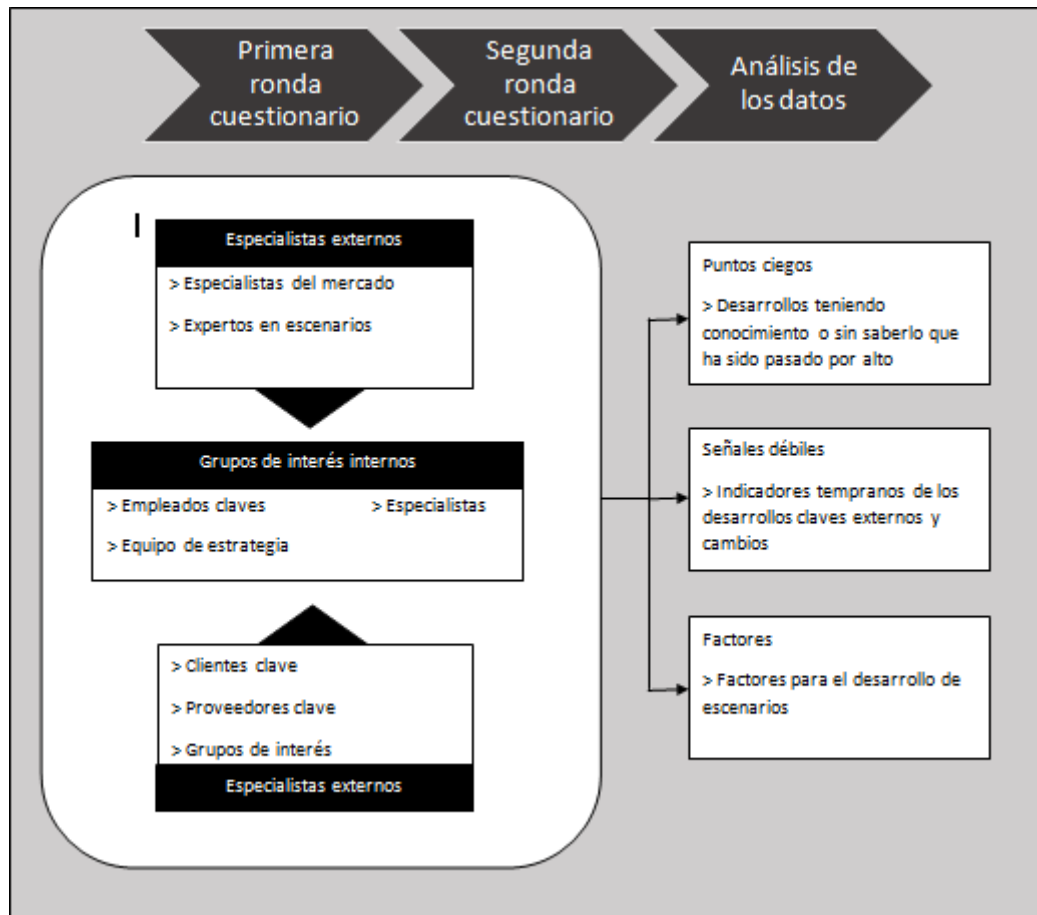 Primera
ronda
cuestionario
Segunda
ronda
cuestionario
Análisis de
los datos
Especialistas externos
> Especialistas del mercado
> Expertos en escenarios
Grupos de interés internos
> Empleados claves
> Especialistas
> Equipo de estrategia
> Clientes clave
> Proveedores clave
> Grupos de interés
Especialistas externos
Puntos ciegos
> Desarrollos teniendo
conocimiento o sin saberlo que
ha sido pasado por alto
Señales débiles
> Indicadores tempranos de los
desarrollos claves externos y
cambios
Factores
> Factores para el desarrollo de
escenarios